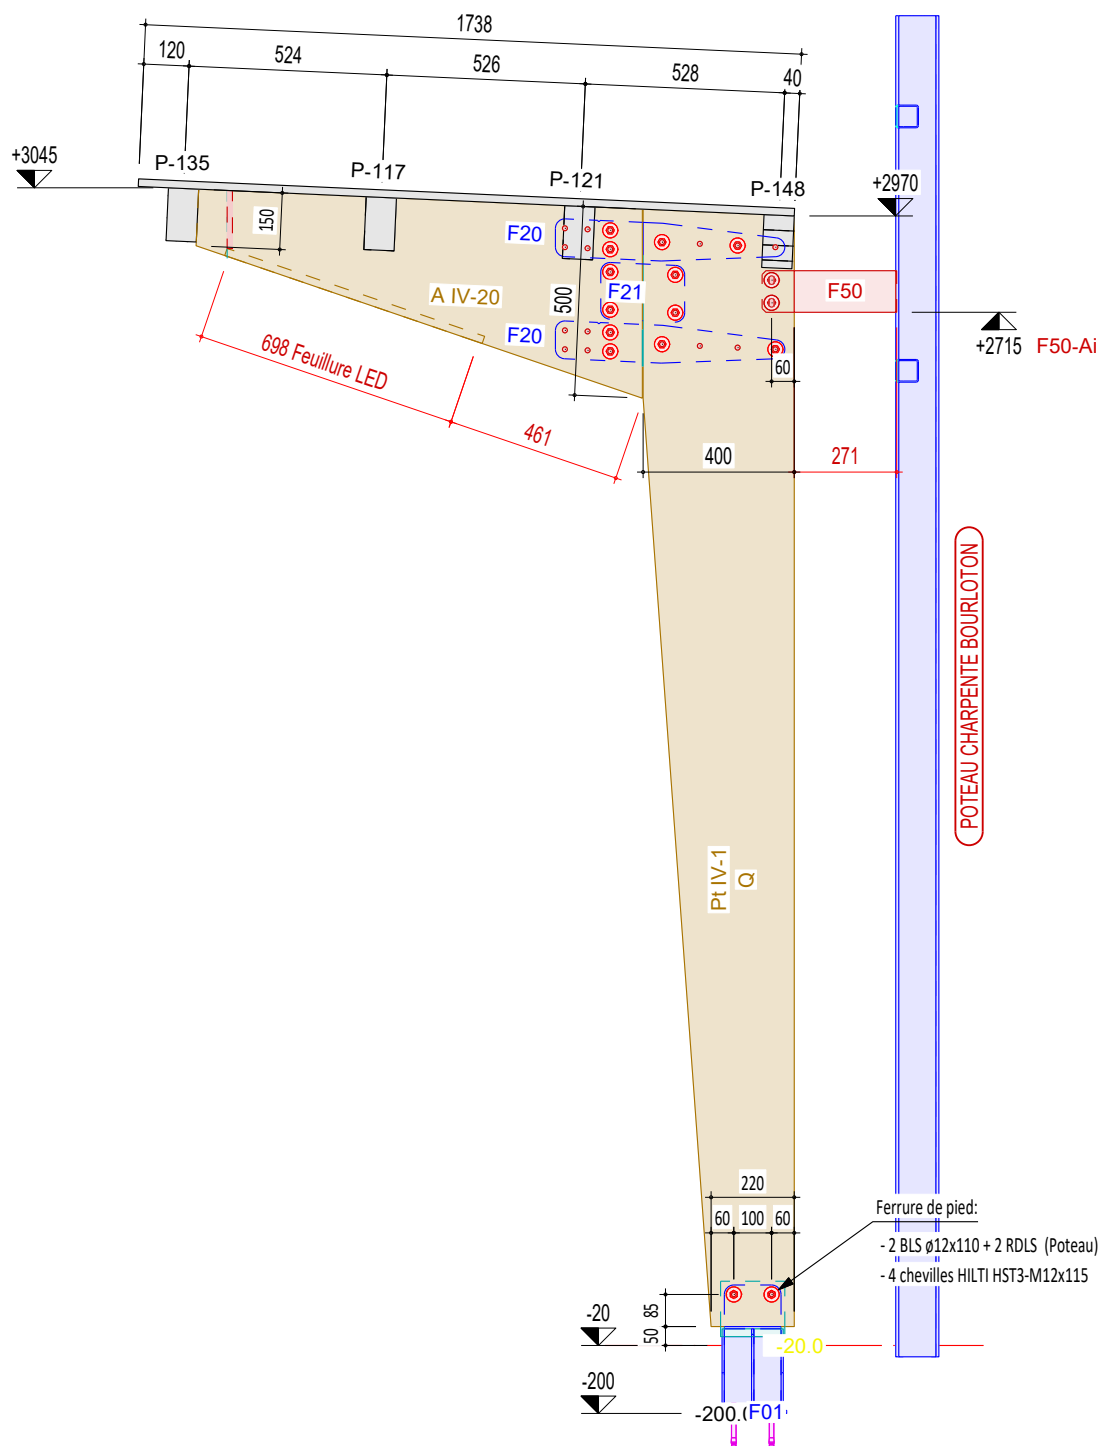 1738
120
524
526
528
40
+3045
P-135
P-117
P-121
P-148
+2970
150
F20
A IV-20
500
F21
F50
F20
+2715
F50-Ai
60
698 Feuillure LED
461
400
271
POTEAU CHARPENTE BOURLOTON
Pt IV-1
Q
220
60
100
60
Ferrure de pied:
- 2 BLS ø12x110 + 2 RDLS (Poteau)
- 4 chevilles HILTI HST3-M12x115
85
50
-20
-20.0
-200
-200.(
F01